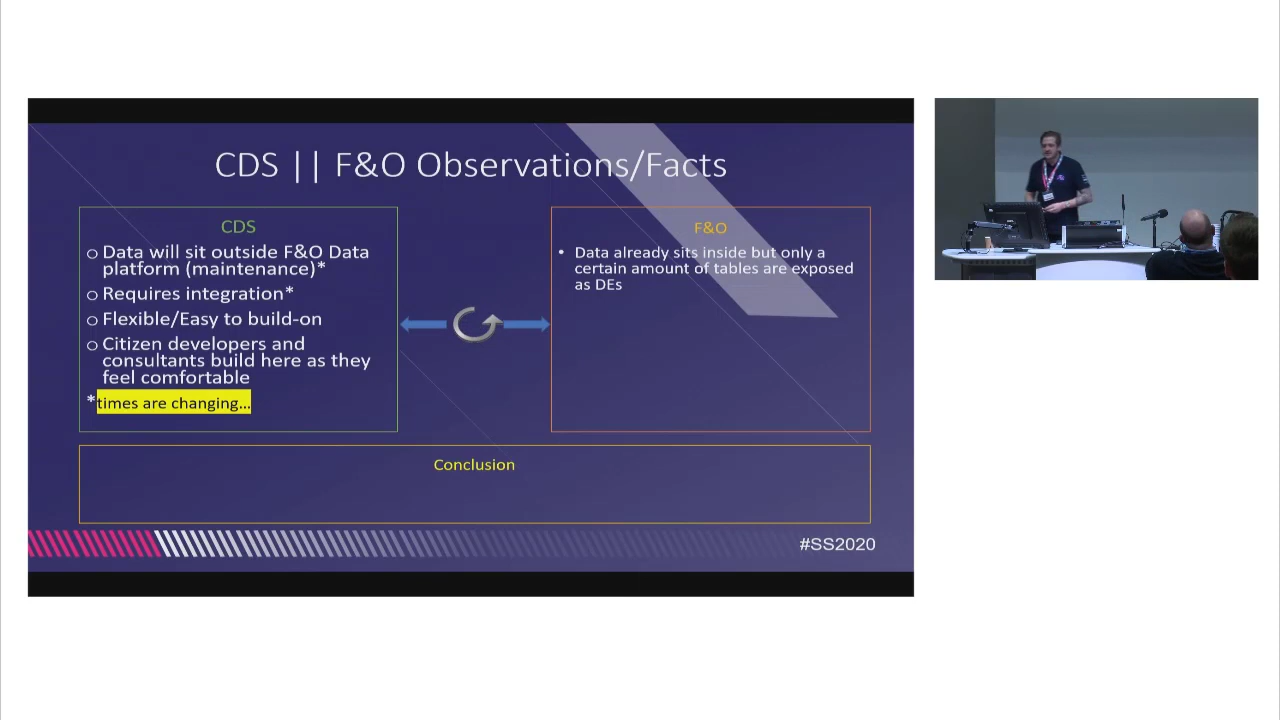 CDS || F&O Observations/Facts
CDS
o Data will sit outside F&O Data
platform (maintenance)*
o Requires integration*
o Flexible/Easy to build-on
o Citizen developers and
consultants build here as they
feel comfortable
*times are changing...
F&O
• Data already sits inside but only a
certain amount of tables are exposed
as DEs
Conclusion
#SS2020